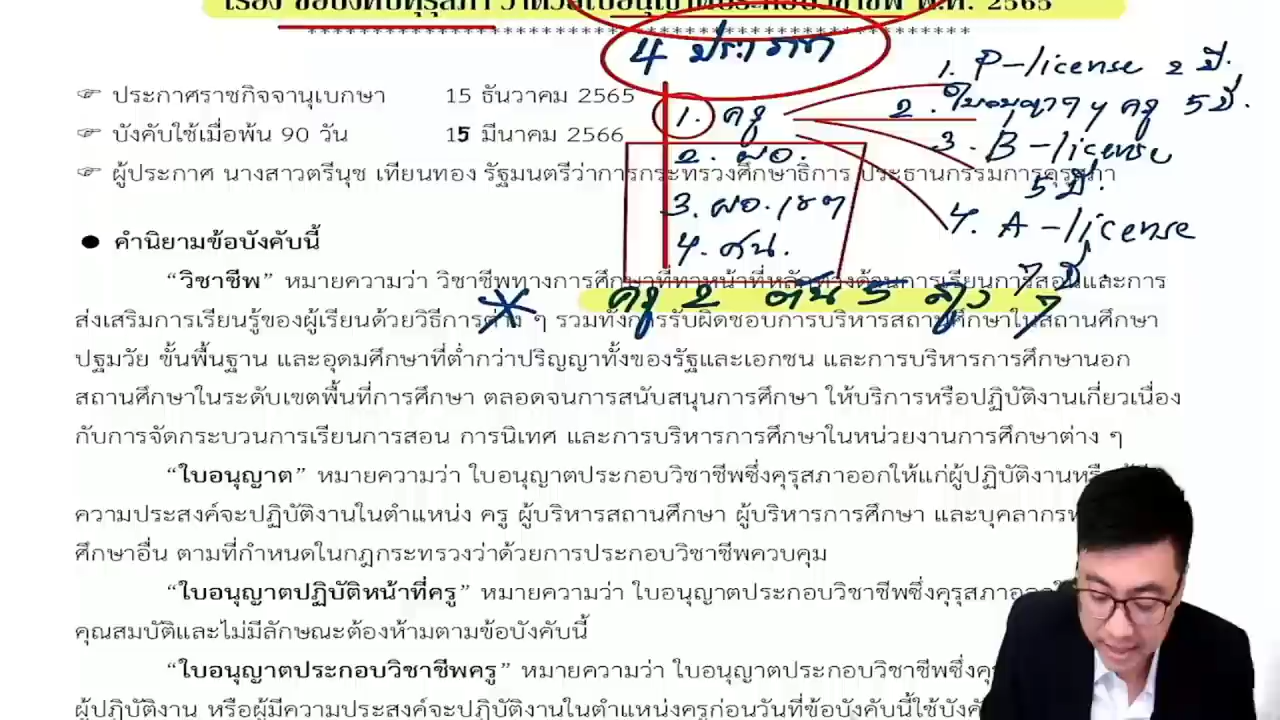 เรื่อง ข้อบังคับคุรุสภา ว่าด้วยใบอนุญาตประกอบวิชาชีพ พ.ศ. 2565
4 ประเภท
1. P-license 2 ปี.
☞ ประกาศราชกิจจานุเบกษา 15 ธันวาคม 2565
1. ครู
2. ใบอนุญาตฯ ครู 5 ปี.
☞ บังคับใช้เมื่อพ้น 90 วัน 15 มีนาคม 2566
2. ผอ.
3. B-license
5 ปี.
☞ ผู้ประกาศ นางสาวตรีนุช เทียนทอง รัฐมนตรีว่าการกระทรวงศึกษาธิการ ประธานกรรมการคุรุสภา
3. ผอ.เขต
4. A-license
7 ปี
4. ศน.
● คำนิยามข้อบังคับนี้
“วิชาชีพ” หมายความว่า วิชาชีพทางการศึกษาที่ทำหน้าที่หลักทางด้านการเรียนการสอนและการ
ครู 2 ต้น 5 สูง 7
ส่งเสริมการเรียนรู้ของผู้เรียนด้วยวิธีการต่าง ๆ รวมทั้งการรับผิดชอบการบริหารสถานศึกษาในสถานศึกษา
ปฐมวัย ขั้นพื้นฐาน และอุดมศึกษาที่ต่ำกว่าปริญญาทั้งของรัฐและเอกชน และการบริหารการศึกษานอก
สถานศึกษาในระดับเขตพื้นที่การศึกษา ตลอดจนการสนับสนุนการศึกษา ให้บริการหรือปฏิบัติงานเกี่ยวเนื่อง
กับการจัดกระบวนการเรียนการสอน การนิเทศ และการบริหารการศึกษาในหน่วยงานการศึกษาต่าง ๆ
“ใบอนุญาต” หมายความว่า ใบอนุญาตประกอบวิชาชีพซึ่งคุรุสภาออกให้แก่ผู้ปฏิบัติงานหรือ
ความประสงค์จะปฏิบัติงานในตำแหน่ง ครู ผู้บริหารสถานศึกษา ผู้บริหารการศึกษา และบุคลากร
ศึกษาอื่น ตามที่กำหนดในกฎกระทรวงว่าด้วยการประกอบวิชาชีพควบคุม
“ใบอนุญาตปฏิบัติหน้าที่ครู” หมายความว่า ใบอนุญาตประกอบวิชาชีพซึ่งคุรุสภา
คุณสมบัติและไม่มีลักษณะต้องห้ามตามข้อบังคับนี้
“ใบอนุญาตประกอบวิชาชีพครู” หมายความว่า ใบอนุญาตประกอบวิชาชีพซึ่ง
ผู้ปฏิบัติงาน หรือผู้มีความประสงค์จะปฏิบัติงานในตำแหน่งครูก่อนวันที่ข้อบังคับนี้ใช้